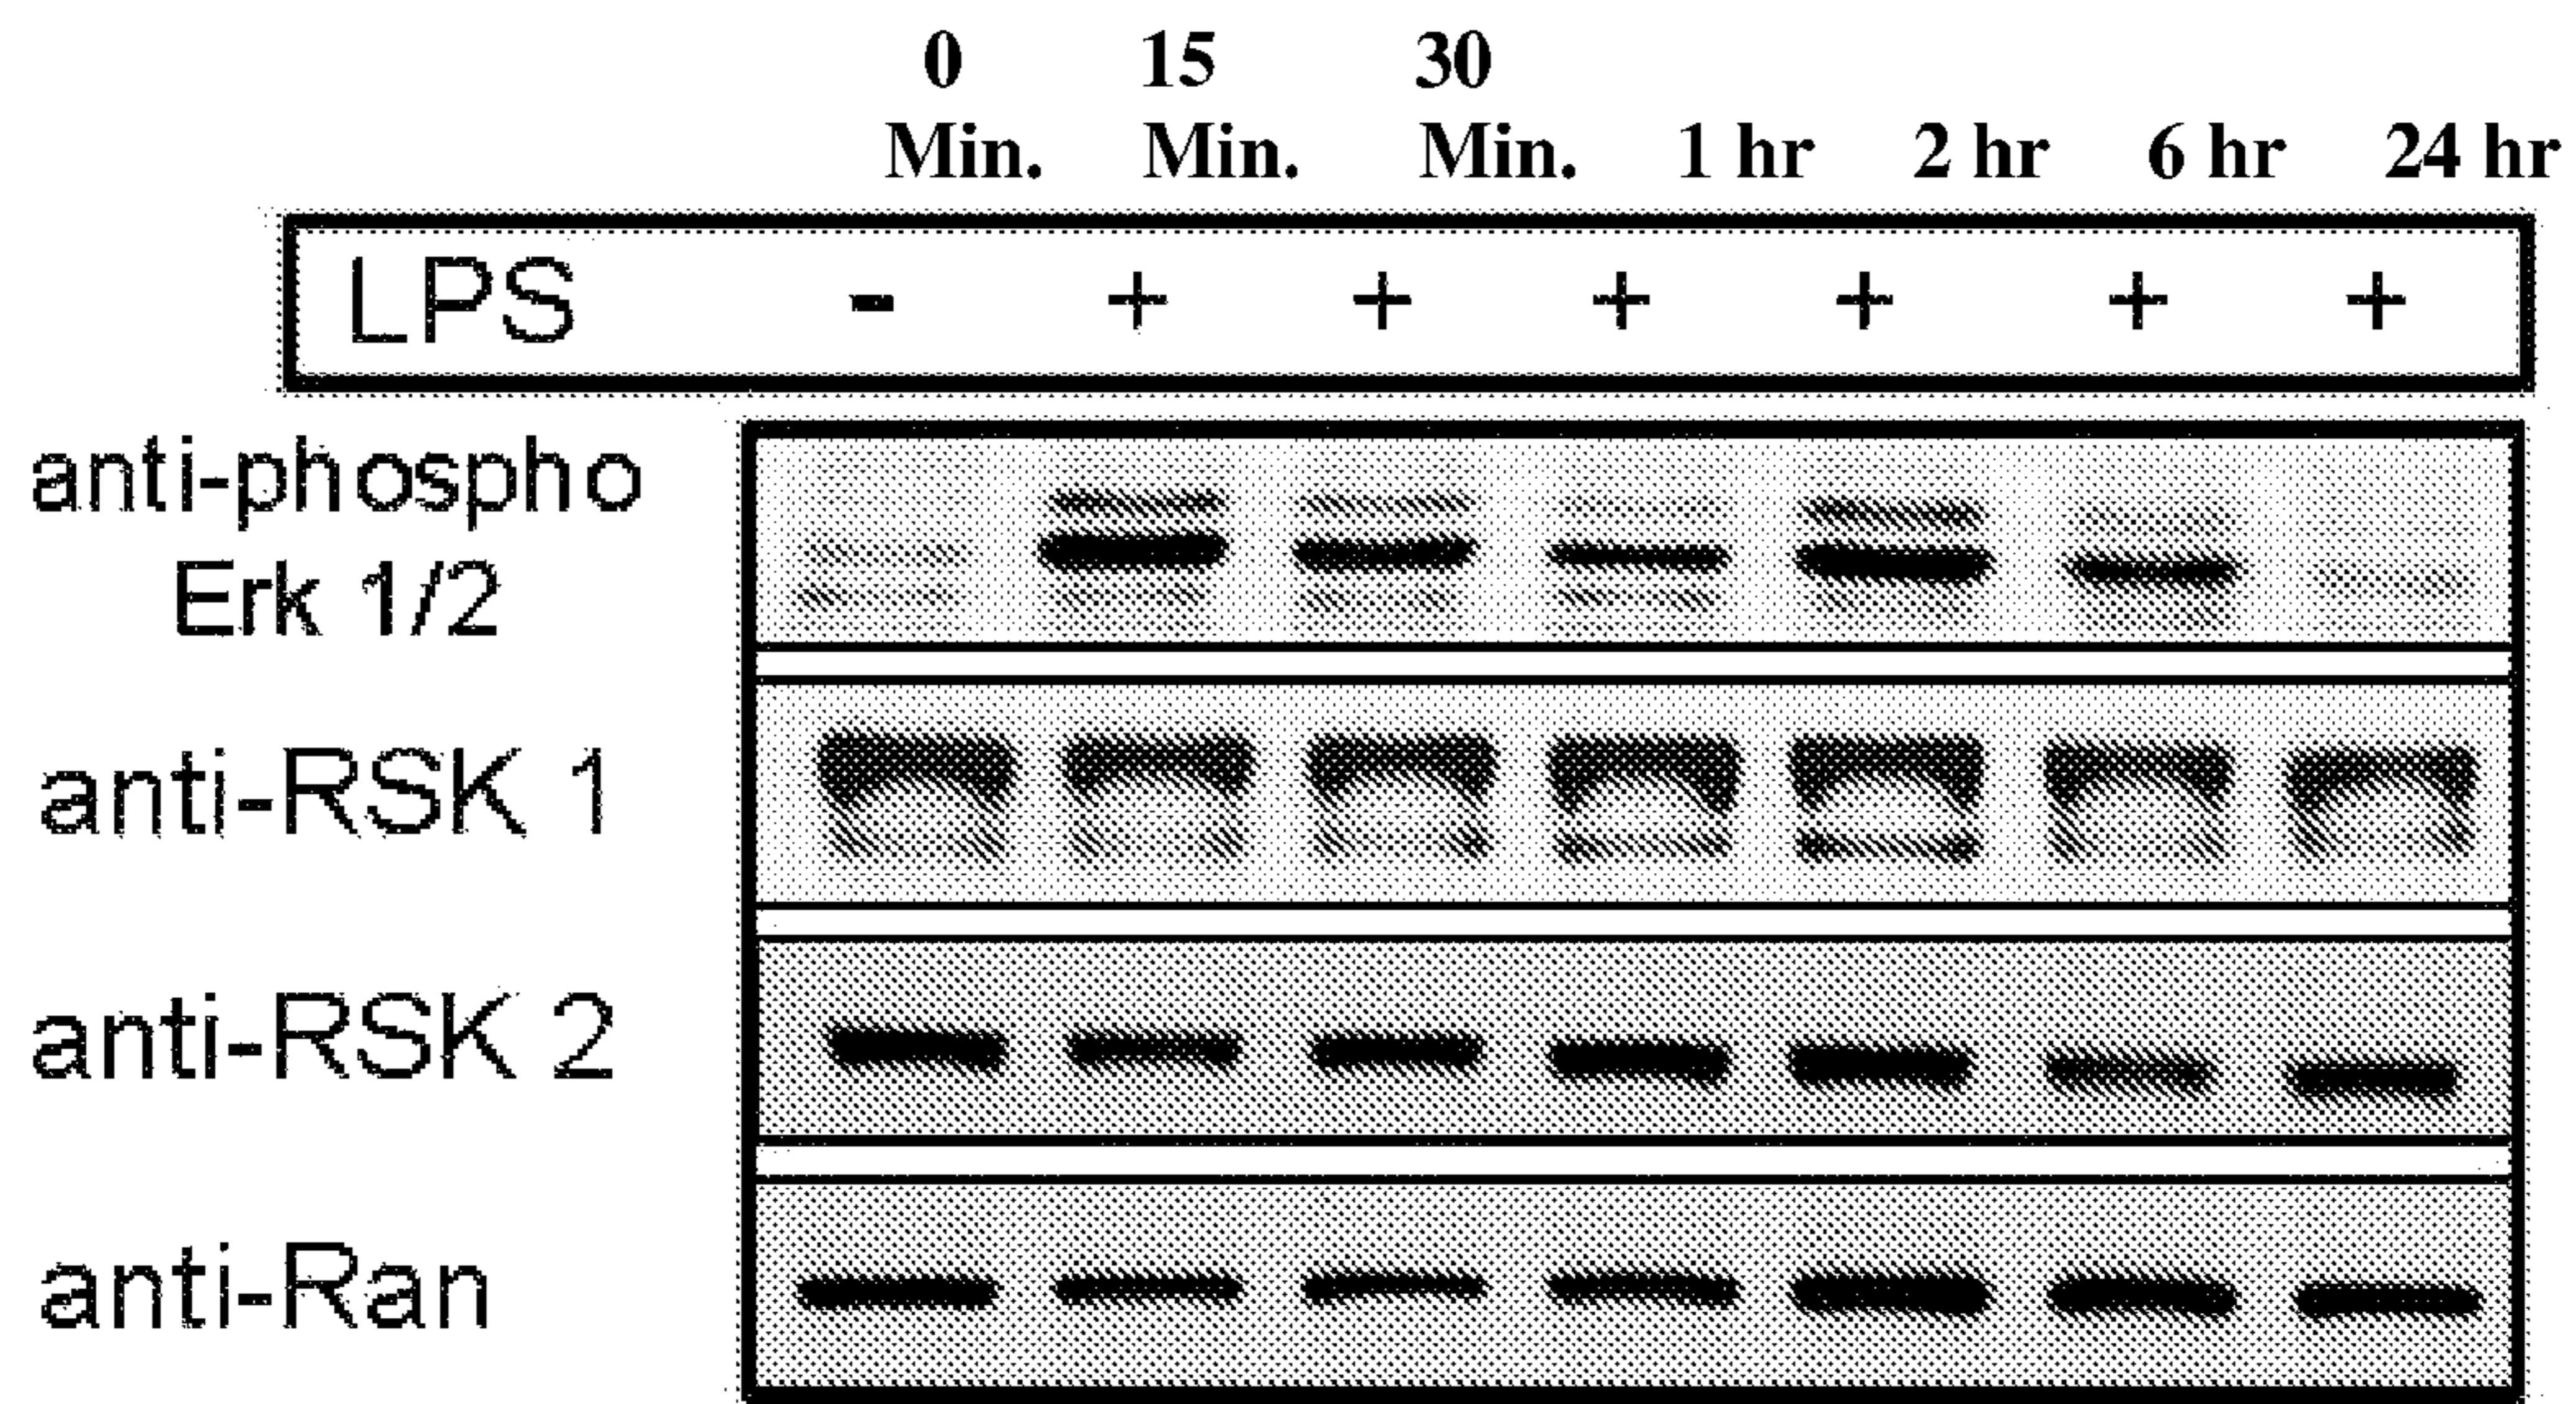 0 15 30
Min. Min. Min. 1 hr 2 hr 6 hr 24 hr
LPS - + + + + + +
anti-phospho
Erk 1/2
anti-RSK 1
anti-RSK 2
anti-Ran